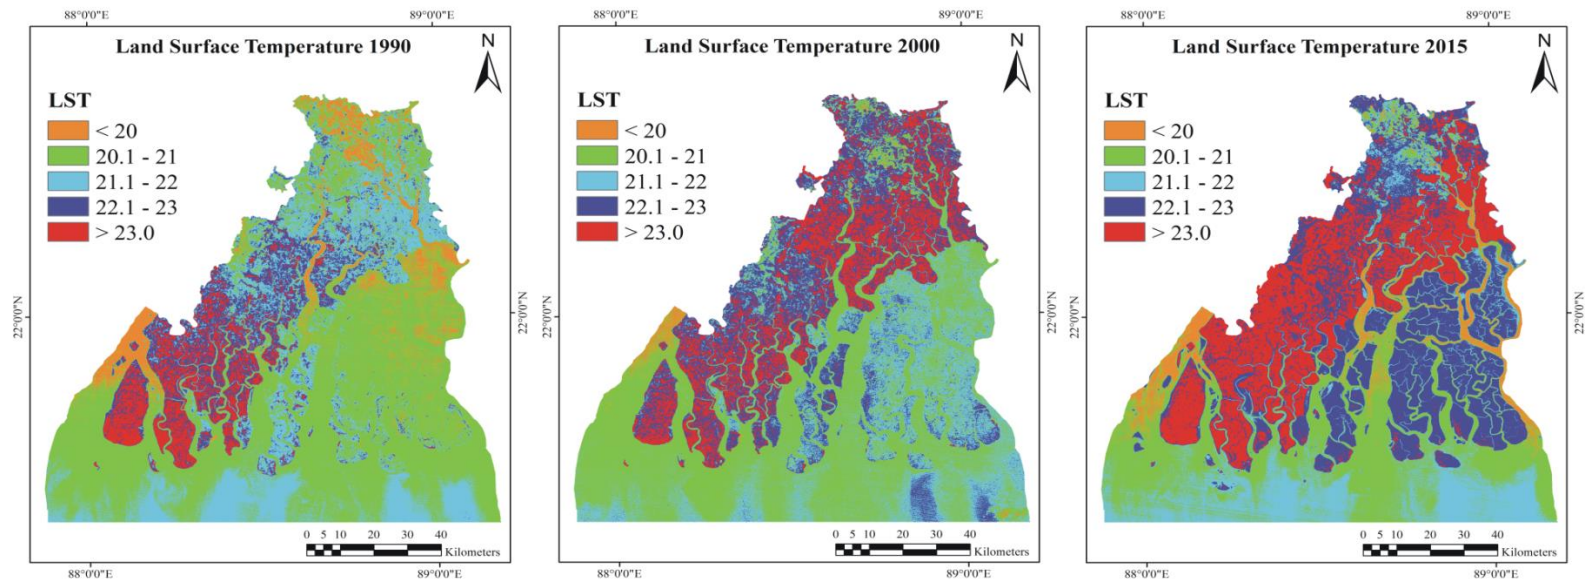 88°0'0"E 89°0'0"E
Land Surface Temperature 1990
N
LST
< 20
20.1 - 21
21.1 - 22
22.1 - 23
> 23.0
22°0'0"N
22°0'0"N
0 5 10 20 30 40
Kilometers
88°0'0"E 89°0'0"E
88°0'0"E 89°0'0"E
Land Surface Temperature 2000
N
LST
< 20
20.1 - 21
21.1 - 22
22.1 - 23
> 23.0
22°0'0"N
0 5 10 20 30 40
Kilometers
88°0'0"E 89°0'0"E
88°0'0"E 89°0'0"E
Land Surface Temperature 2015
N
LST
< 20
20.1 - 21
21.1 - 22
22.1 - 23
> 23.0
22°0'0"N
22°0'0"N
22°0'0"N
0 5 10 20 30 40
Kilometers
88°0'0"E 89°0'0"E